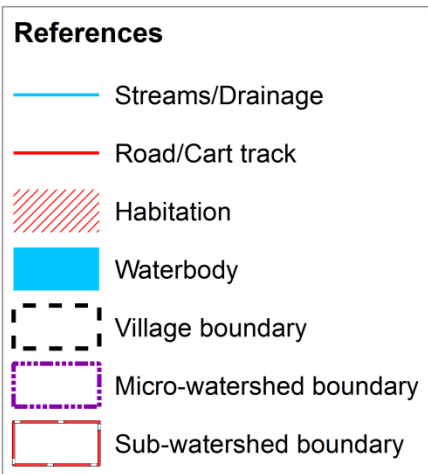 References
Streams/Drainage
Road/Cart track
Habitation
Waterbody
Village boundary
Micro-watershed boundary
Sub-watershed boundary